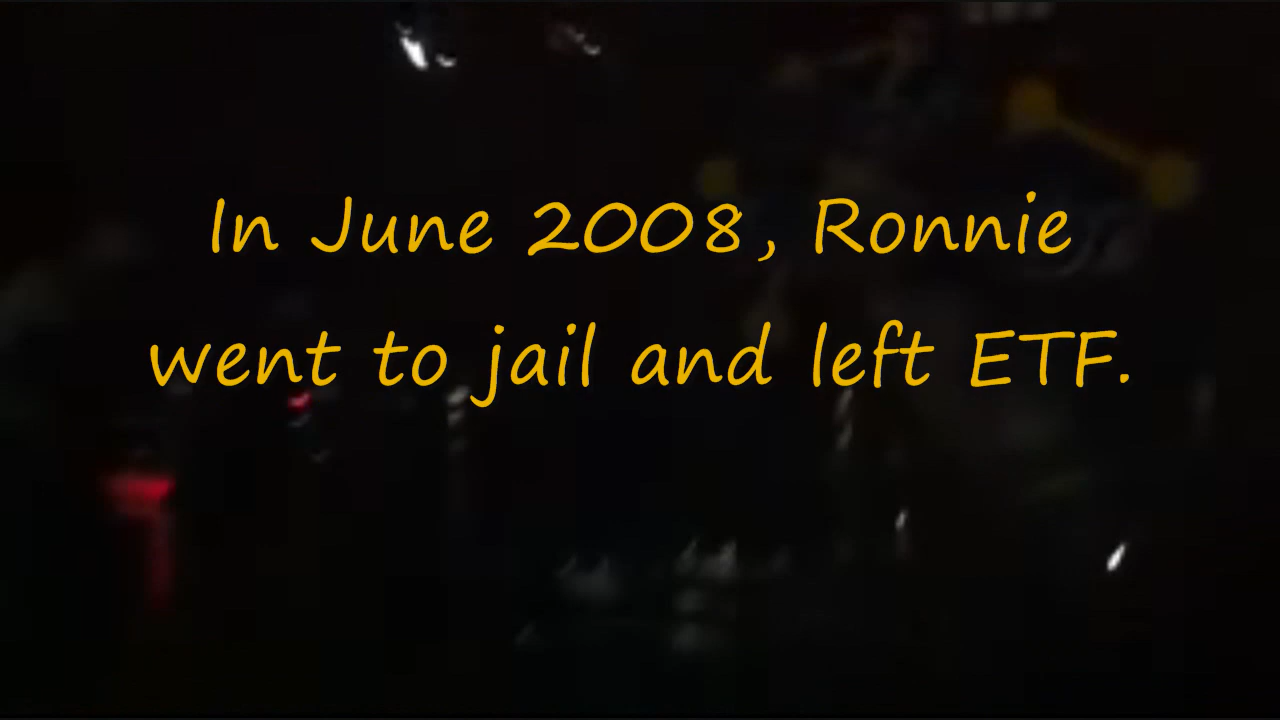 In June 2008, Ronnie
went to jail and left ETF.